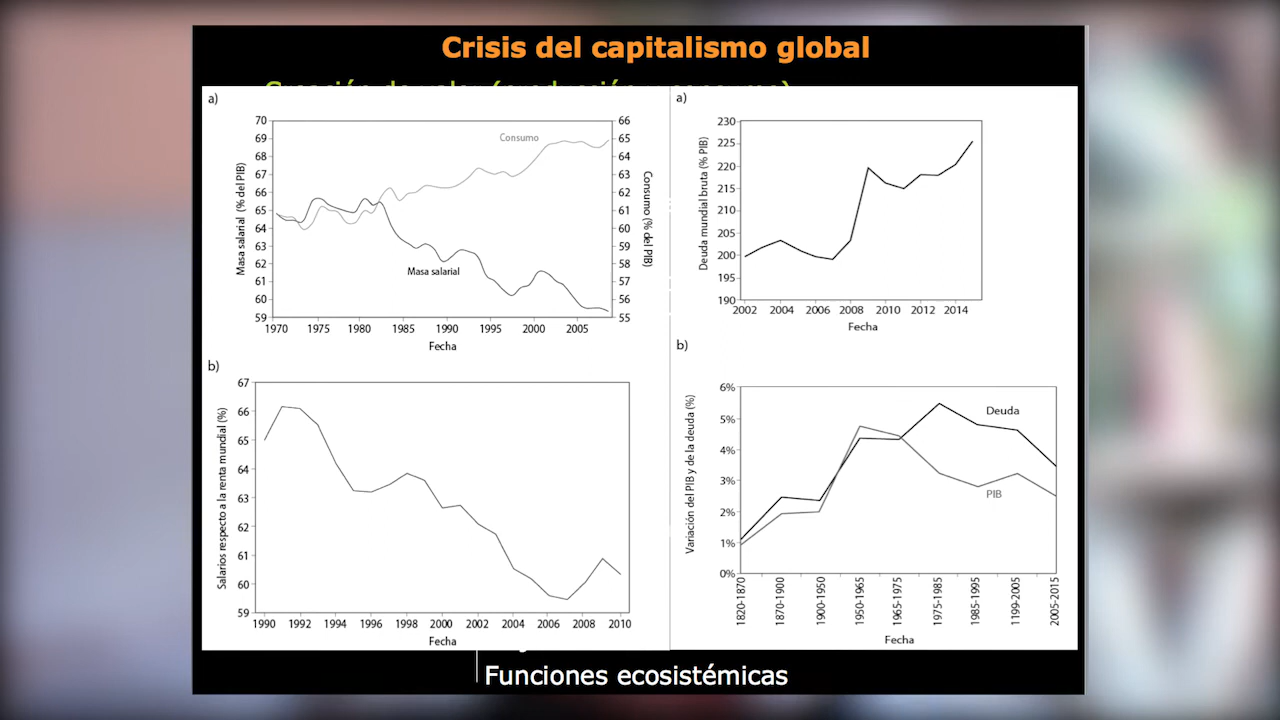 Crisis del capitalismo global
Creación de valor (producción y consumo)
a)
70
69
68
67
66
65
64
63
62
61
60
59
Masa salarial (% del PIB)
66
65
64
63
62
61
60
59
58
57
56
55
Consumo (% del PIB)
Consumo
Masa salarial
1970 1975 1980 1985 1990 1995 2000 2005
Fecha
a)
230
225
220
215
210
205
200
195
190
Deuda mundial bruta (% PIB)
2002 2004 2006 2008 2010 2012 2014
Fecha
b)
67
66
65
64
63
62
61
60
59
Salarios respecto a la renta mundial (%)
1990 1992 1994 1996 1998 2000 2002 2004 2006 2008 2010
Fecha
b)
6%
5%
4%
3%
2%
1%
0%
Variación del PIB y de la deuda (%)
Deuda
PIB
1820-1870
1870-1900
1900-1950
1950-1965
1965-1975
1975-1985
1985-1995
1199-2005
2005-2015
Fecha
Funciones ecosistémicas